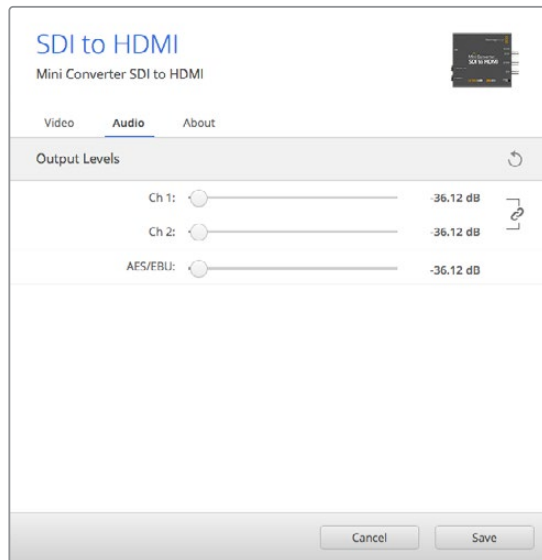 SDI to HDMI
Mini Converter SDI to HDMI
Video Audio About
Output Levels
Ch 1: -36.12 dB
Ch 2: -36.12 dB
AES/EBU: -36.12 dB
Cancel Save